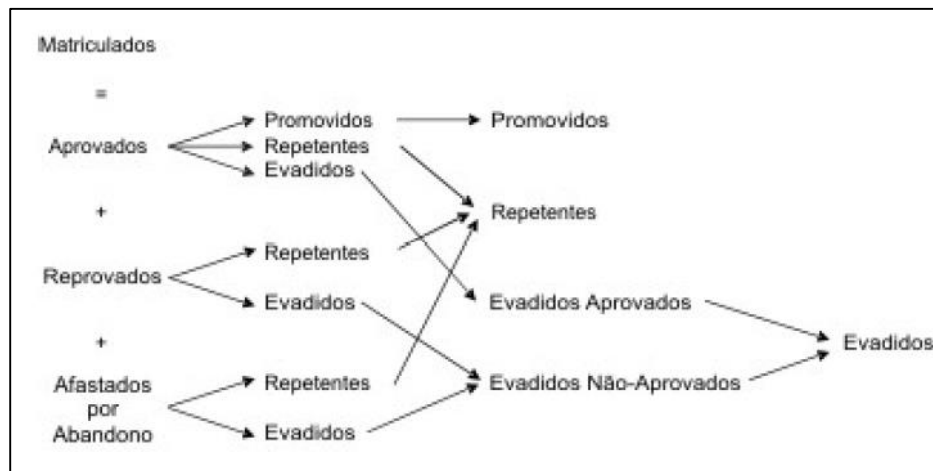 Matriculados
=
Aprovados
Promovidos
Promovidos
Repetentes
Evadidos
+
Repetentes
Reprovados
Repetentes
Evadidos
Evadidos Aprovados
+
Evadidos
Afastados
por
Abandono
Repetentes
Evadidos Não-Aprovados
Evadidos